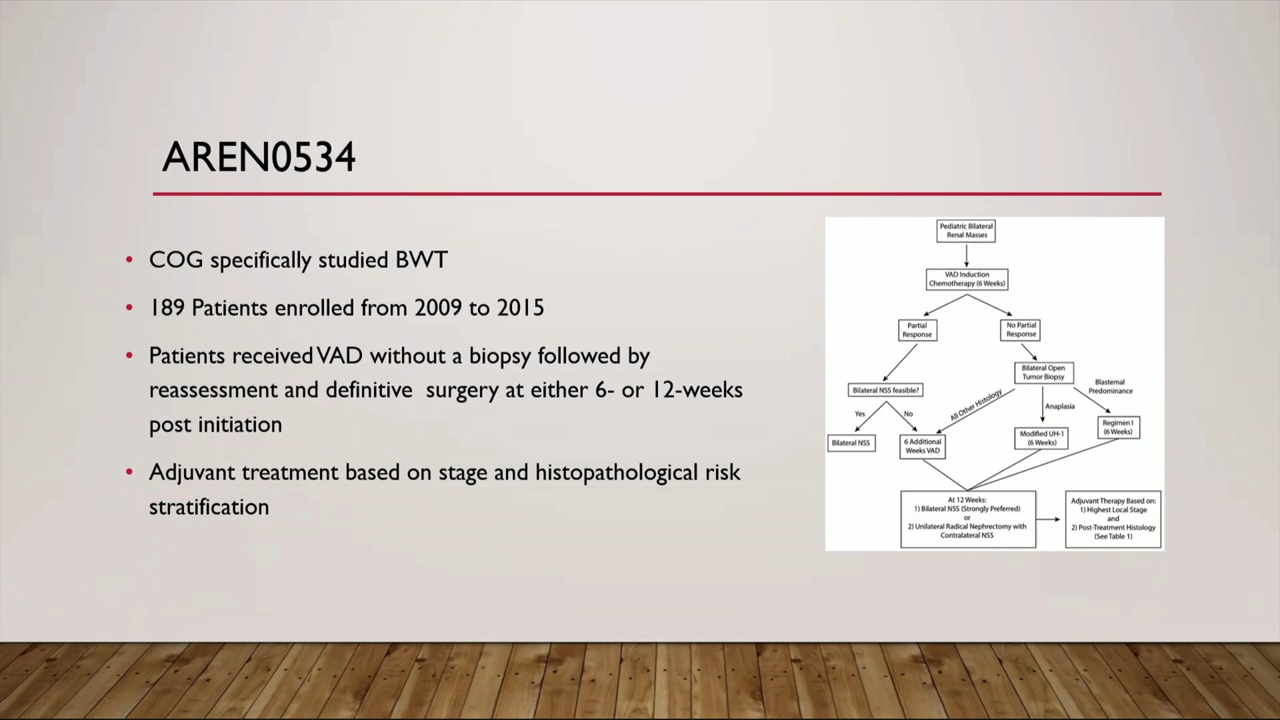 AREN0534
• COG specifically studied BWT
• 189 Patients enrolled from 2009 to 2015
• Patients received VAD without a biopsy followed by
reassessment and definitive surgery at either 6- or 12-weeks
post initiation
• Adjuvant treatment based on stage and histopathological risk
stratification
Pediatric Bilateral
Renal Masses
VAD Induction
Chemotherapy (6 Weeks)
Partial
Response
No Partial
Response
Bilateral NSS feasible?
Bilateral Open
Tumor Biopsy
Blastemal
Predominance
All Other Histology
Anaplasia
Yes
No
Bilateral NSS
6 Additional
Weeks VAD
Modified UH-1
(6 Weeks)
Regimen I
(6 Weeks)
At 12 Weeks:
1) Bilateral NSS (Strongly Preferred)
or
2) Unilateral Radical Nephrectomy with
Contralateral NSS
Adjuvant Therapy Based on:
1) Highest Local Stage
and
2) Post-Treatment Histology
(See Table 1)